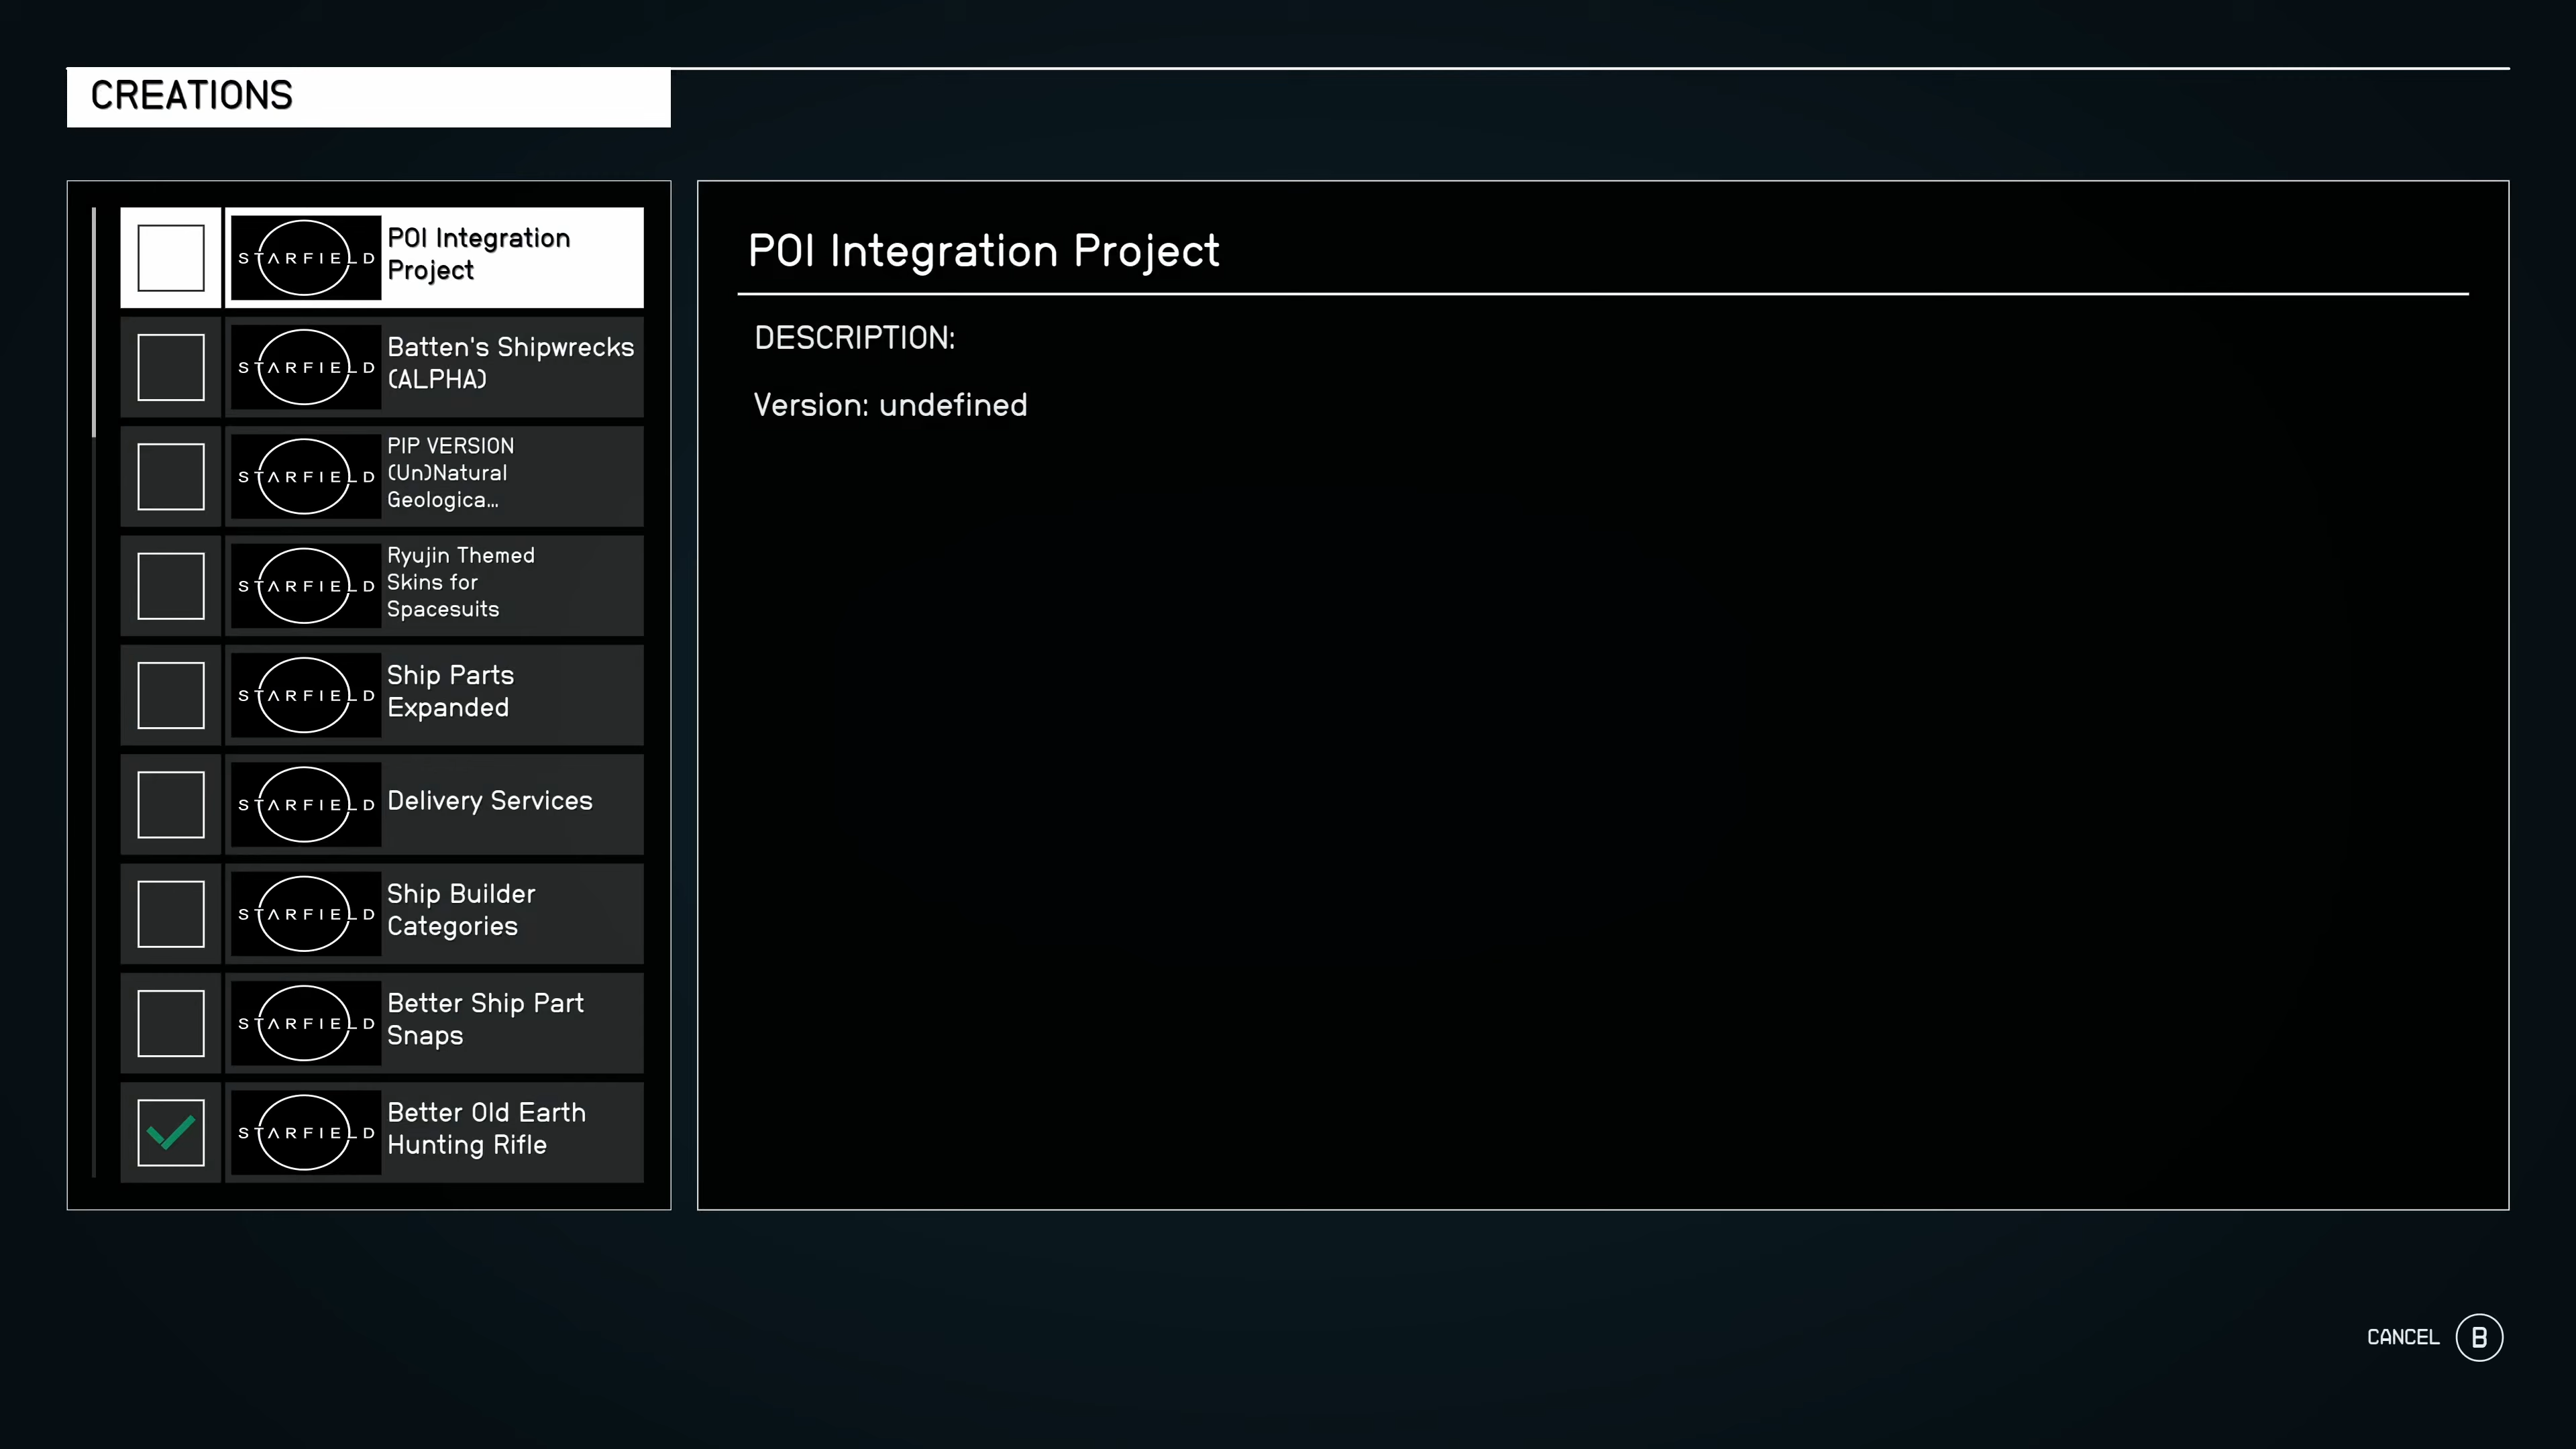 CREATIONS
STARFIELD
POI Integration
Project
STARFIELD
Batten's Shipwrecks
(ALPHA)
STARFIELD
PIP VERSION
(Un)Natural
Geologica...
STARFIELD
Ryujin Themed
Skins for
Spacesuits
STARFIELD
Ship Parts
Expanded
STARFIELD
Delivery Services
STARFIELD
Ship Builder
Categories
STARFIELD
Better Ship Part
Snaps
STARFIELD
Better Old Earth
Hunting Rifle
POI Integration Project
DESCRIPTION:
Version: undefined
CANCEL B